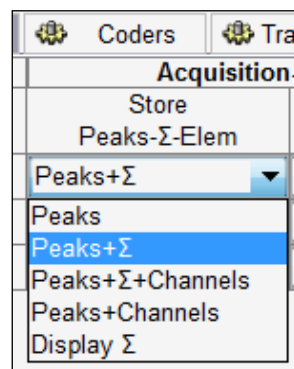 Coders Tra
Acquisition
Store
Peaks-Σ-Elem
Peaks+Σ
Peaks
Peaks+Σ
Peaks+Σ+Channels
Peaks+Channels
Display Σ